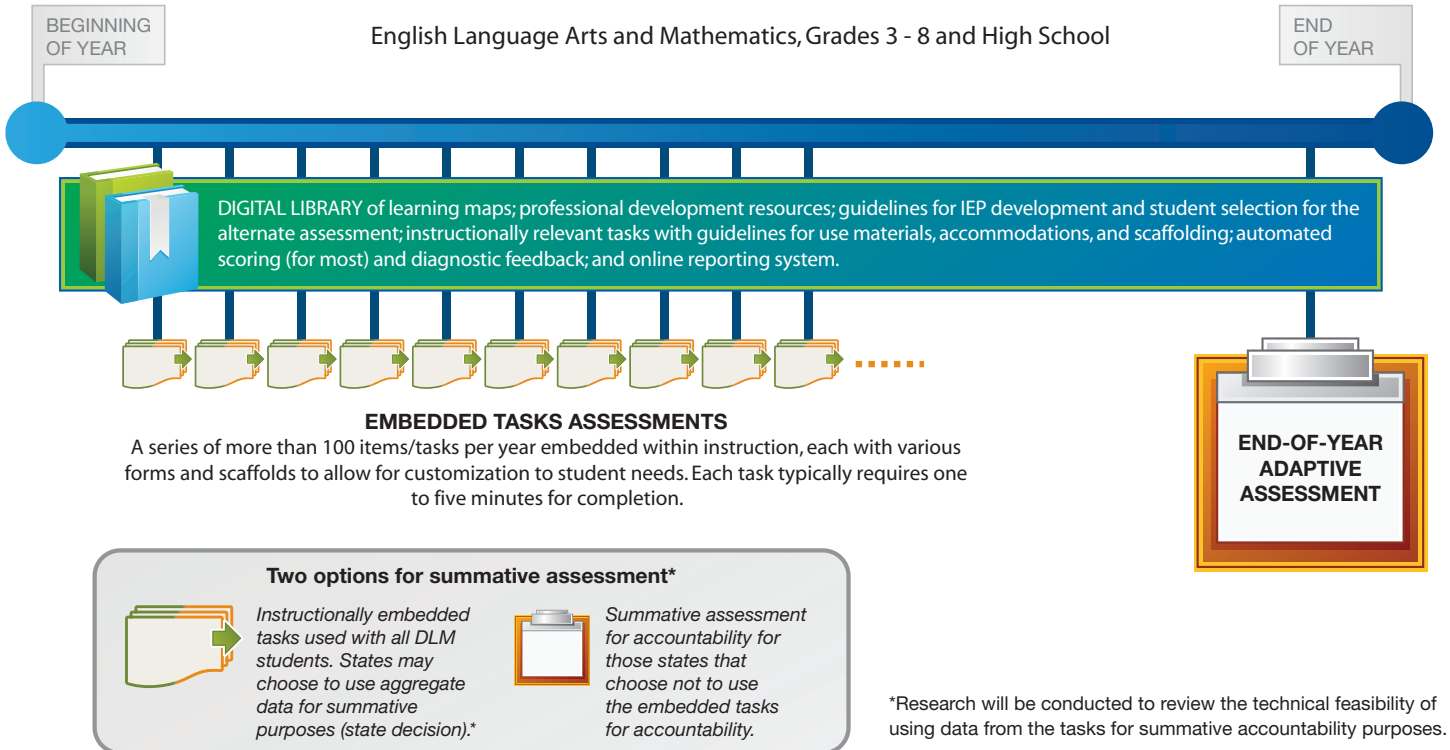 BEGINNING
OF YEAR
English Language Arts and Mathematics, Grades 3 - 8 and High School
END
OF YEAR
DIGITAL LIBRARY of learning maps; professional development resources; guidelines for IEP development and student selection for the
alternate assessment; instructionally relevant tasks with guidelines for use materials, accommodations, and scaffolding; automated
scoring (for most) and diagnostic feedback; and online reporting system.
EMBEDDED TASKS ASSESSMENTS
A series of more than 100 items/tasks per year embedded within instruction, each with various
forms and scaffolds to allow for customization to student needs. Each task typically requires one
to five minutes for completion.
END-OF-YEAR
ADAPTIVE
ASSESSMENT
Two options for summative assessment*
Instructionally embedded
tasks used with all DLM
students. States may
choose to use aggregate
data for summative
purposes (state decision).*
Summative assessment
for accountability for
those states that
choose not to use
the embedded tasks
for accountability.
*Research will be conducted to review the technical feasibility of
using data from the tasks for summative accountability purposes.